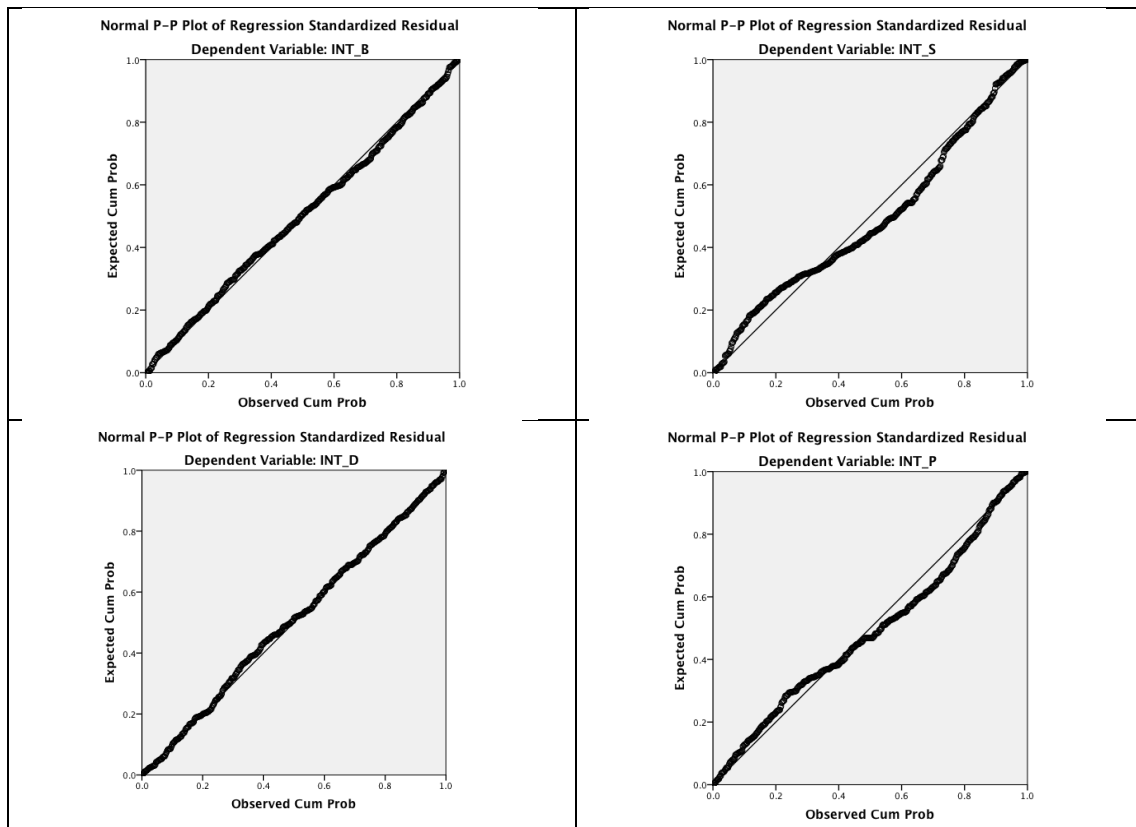 Normal P-P Plot of Regression Standardized Residual
Dependent Variable: INT_B
1.0
0.8
0.6
0.4
0.2
0.0
0.0 0.2 0.4 0.6 0.8 1.0
Expected Cum Prob
Observed Cum Prob
Normal P-P Plot of Regression Standardized Residual
Dependent Variable: INT_S
1.0
0.8
0.6
0.4
0.2
0.0
0.0 0.2 0.4 0.6 0.8 1.0
Expected Cum Prob
Observed Cum Prob
Normal P-P Plot of Regression Standardized Residual
Dependent Variable: INT_D
1.0
0.8
0.6
0.4
0.2
0.0
0.0 0.2 0.4 0.6 0.8 1.0
Expected Cum Prob
Observed Cum Prob
Normal P-P Plot of Regression Standardized Residual
Dependent Variable: INT_P
1.0
0.8
0.6
0.4
0.2
0.0
0.0 0.2 0.4 0.6 0.8 1.0
Expected Cum Prob
Observed Cum Prob